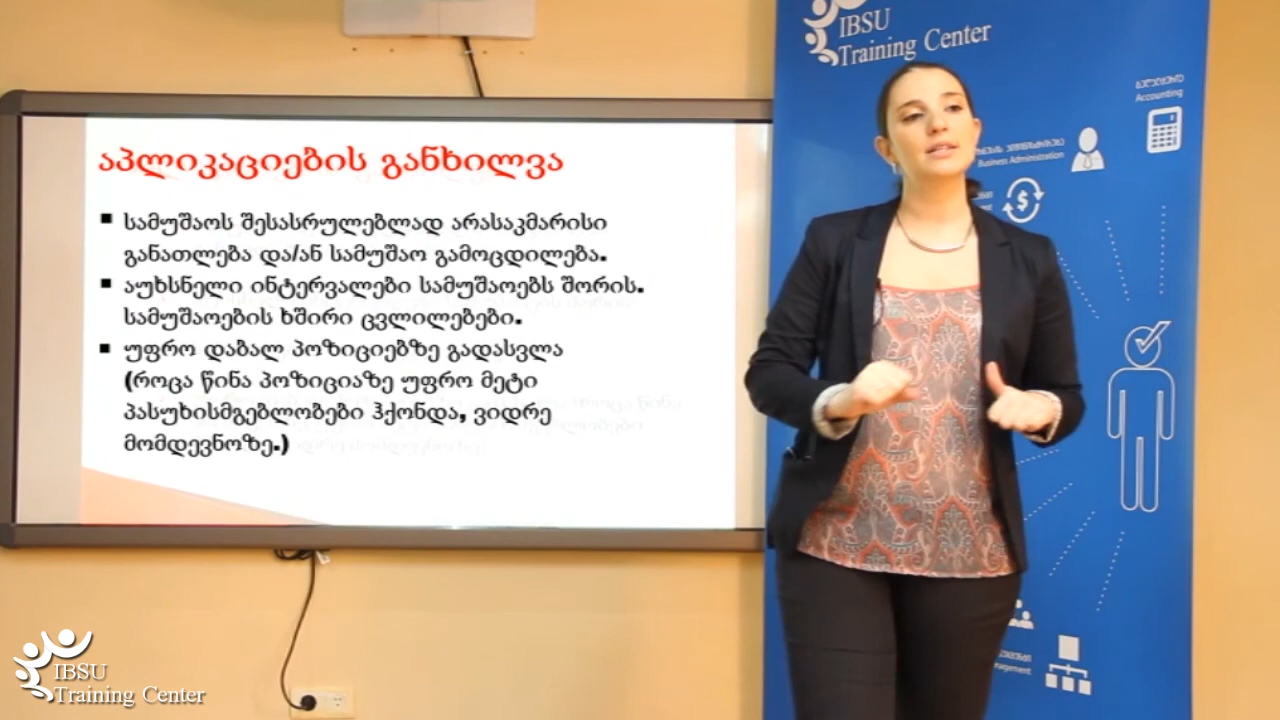 აპლიკაციების განხილვა
▪ სამუშაოს შესასრულებლად არასაკმარისი
განათლება და/ან სამუშაო გამოცდილება.
▪ აუხსნელი ინტერვალები სამუშაოებს შორის.
სამუშაოების ხშირი ცვლილებები.
▪ უფრო დაბალ პოზიციებზე გადასვლა
(როცა წინა პოზიციაზე უფრო მეტი
პასუხისმგებლობები ჰქონდა, ვიდრე
მომდევნოზე.)
IBSU
Training Center
Accounting
Business Administration
IBSU
Training Center